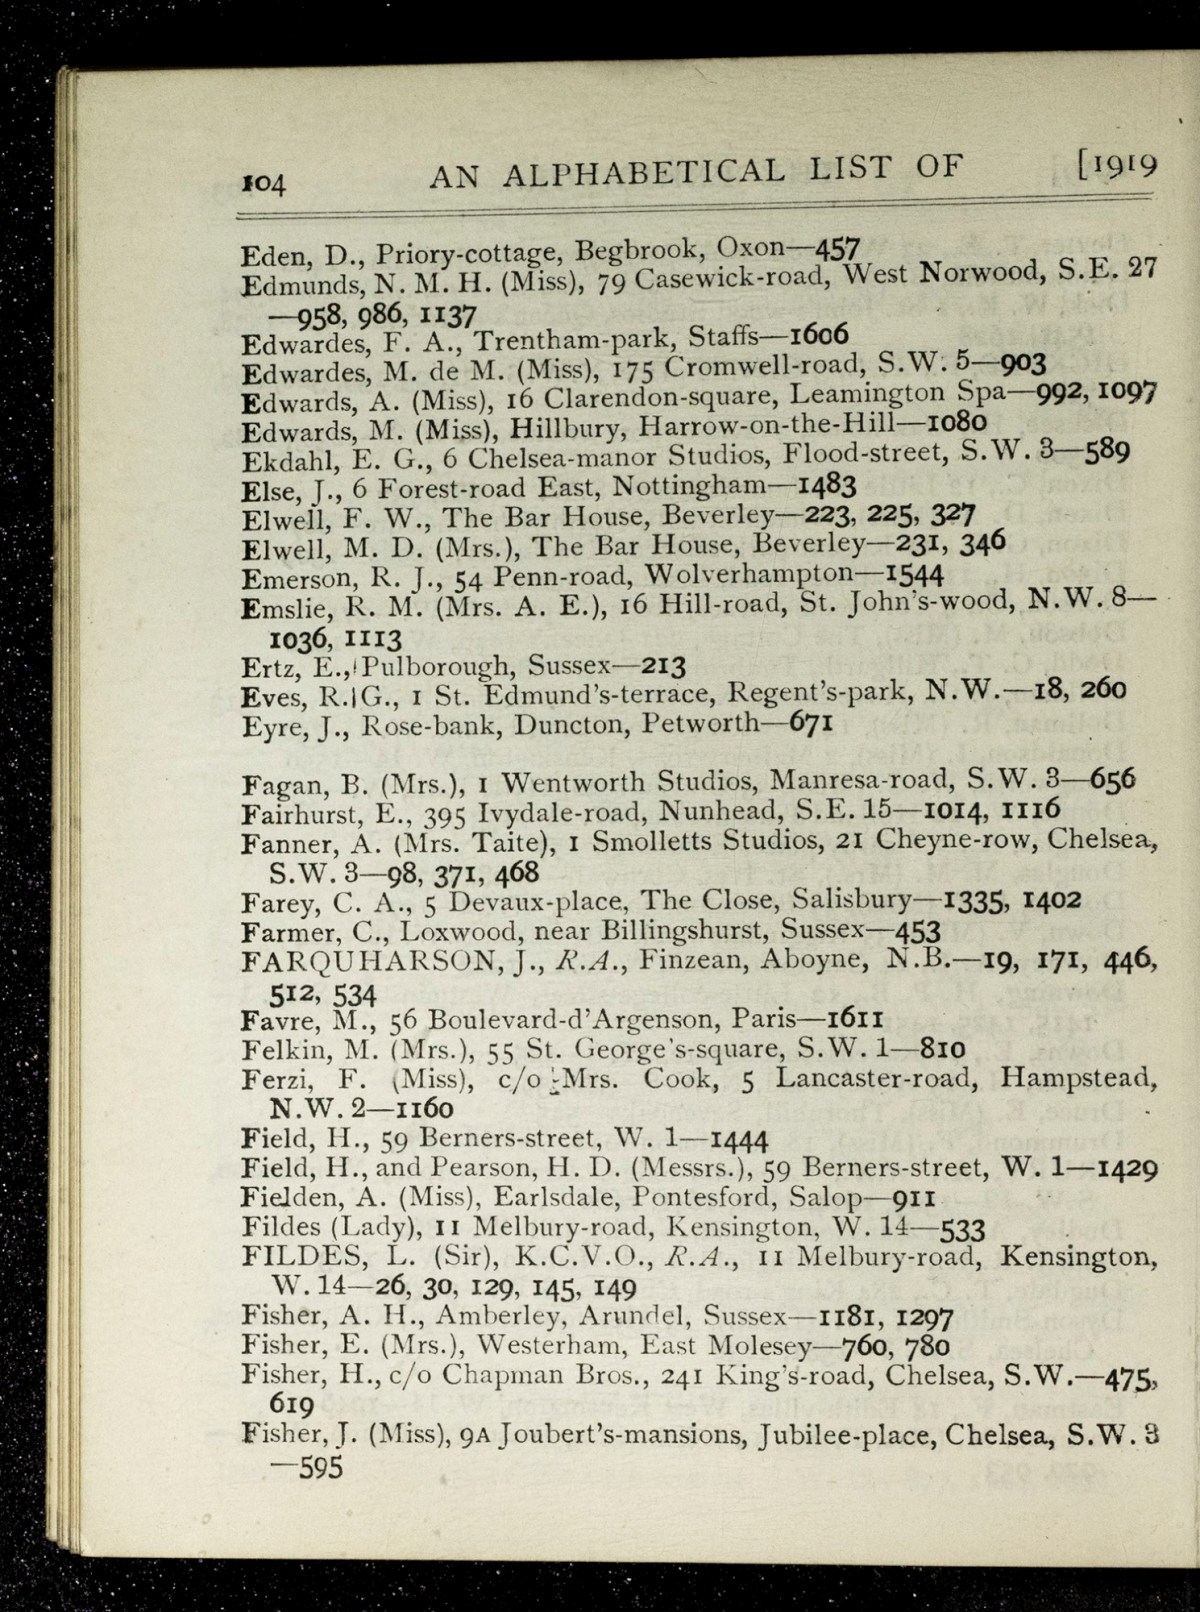 104 AN ALPHABETICAL LIST OF [1919
Eden, D., Priory-cottage, Begbrook, Oxon—457
Edmunds, N. M. H. (Miss), 79 Casewick-road, West Norwood, S.E. 27
—958, 986, 1137
Edwardes, F. A., Trentham-park, Staffs—1606
Edwardes, M. de M. (Miss), 175 Cromwell-road, S.W. 5—903
Edwards, A. (Miss), 16 Clarendon-square, Leamington Spa—992, 1097
Edwards, M. (Miss), Hillbury, Harrow-on-the-Hill—1080
Ekdahl, E. G., 6 Chelsea-manor Studios, Flood-street, S.W. 3—589
Else, J., 6 Forest-road East, Nottingham—1483
Elwell, F. W., The Bar House, Beverley—223, 225, 327
Elwell, M. D. (Mrs.), The Bar House, Beverley—231, 346
Emerson, R. J., 54 Penn-road, Wolverhampton—1544
Emslie, R. M. (Mrs. A. E.), 16 Hill-road, St. John's-wood, N.W. 8—
1036, 1113
Ertz, E., Pulborough, Sussex—213
Eves, R. G., 1 St. Edmund's-terrace, Regent's-park, N.W.—18, 260
Eyre, J., Rose-bank, Duncton, Petworth—671
Fagan, B. (Mrs.), 1 Wentworth Studios, Manresa-road, S.W. 3—656
Fairhurst, E., 395 Ivydale-road, Nunhead, S.E. 15—1014, 1116
Fanner, A. (Mrs. Taite), 1 Smolletts Studios, 21 Cheyne-row, Chelsea,
S.W. 3—98, 371, 468
Farey, C. A., 5 Devaux-place, The Close, Salisbury—1335, 1402
Farmer, C., Loxwood, near Billingshurst, Sussex—453
FARQUHARSON, J., R.A., Finzean, Aboyne, N.B.—19, 171, 446,
512, 534
Favre, M., 56 Boulevard-d'Argenson, Paris—1611
Felkin, M. (Mrs.), 55 St. George's-square, S.W. 1—810
Ferzi, F. (Miss), c/o Mrs. Cook, 5 Lancaster-road, Hampstead,
N.W. 2—1160
Field, H., 59 Berners-street, W. 1—1444
Field, H., and Pearson, H. D. (Messrs.), 59 Berners-street, W. 1—1429
Fielden, A. (Miss), Earlsdale, Pontesford, Salop—911
Fildes (Lady), 11 Melbury-road, Kensington, W. 14—533
FILDES, L. (Sir), K.C.V.O., R.A., 11 Melbury-road, Kensington,
W. 14—26, 30, 129, 145, 149
Fisher, A. H., Amberley, Arundel, Sussex—1181, 1297
Fisher, E. (Mrs.), Westerham, East Molesey—760, 780
Fisher, H., c/o Chapman Bros., 241 King's-road, Chelsea, S.W.—475,
619
Fisher, J. (Miss), 9A Joubert's-mansions, Jubilee-place, Chelsea, S.W. 3
—595